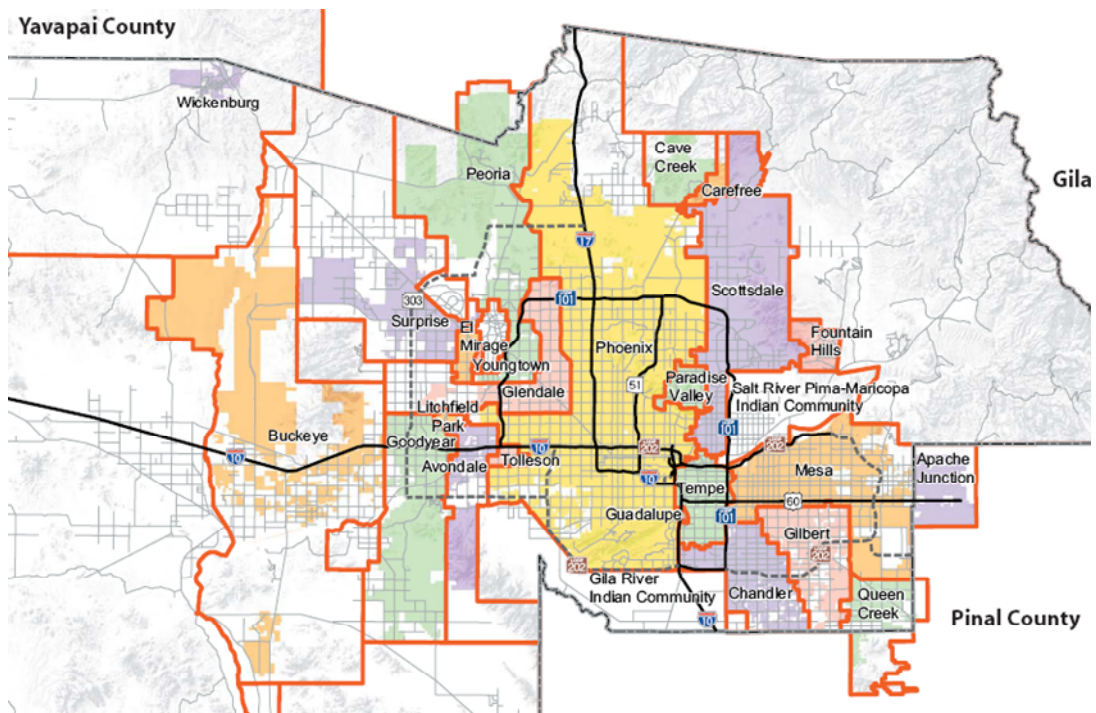 Yavapai County
Wickenburg
Peoria
Cave
Creek
Carefree
Gila
17
Scottsdale
303
101
Surprise
El
Mirage
Youngtown
Phoenix
Fountain
Hills
Glendale
51
Paradise
Valley
Salt River Pima-Maricopa
Indian Community
Litchfield
Park
101
202
Buckeye
Goodyear
10
10
Tolleson
202
Avondale
10
Mesa
Apache
Junction
Tempe
60
Guadalupe
101
Gilbert
202
202
Gila River
Indian Community
Chandler
Queen
Creek
10
Pinal County